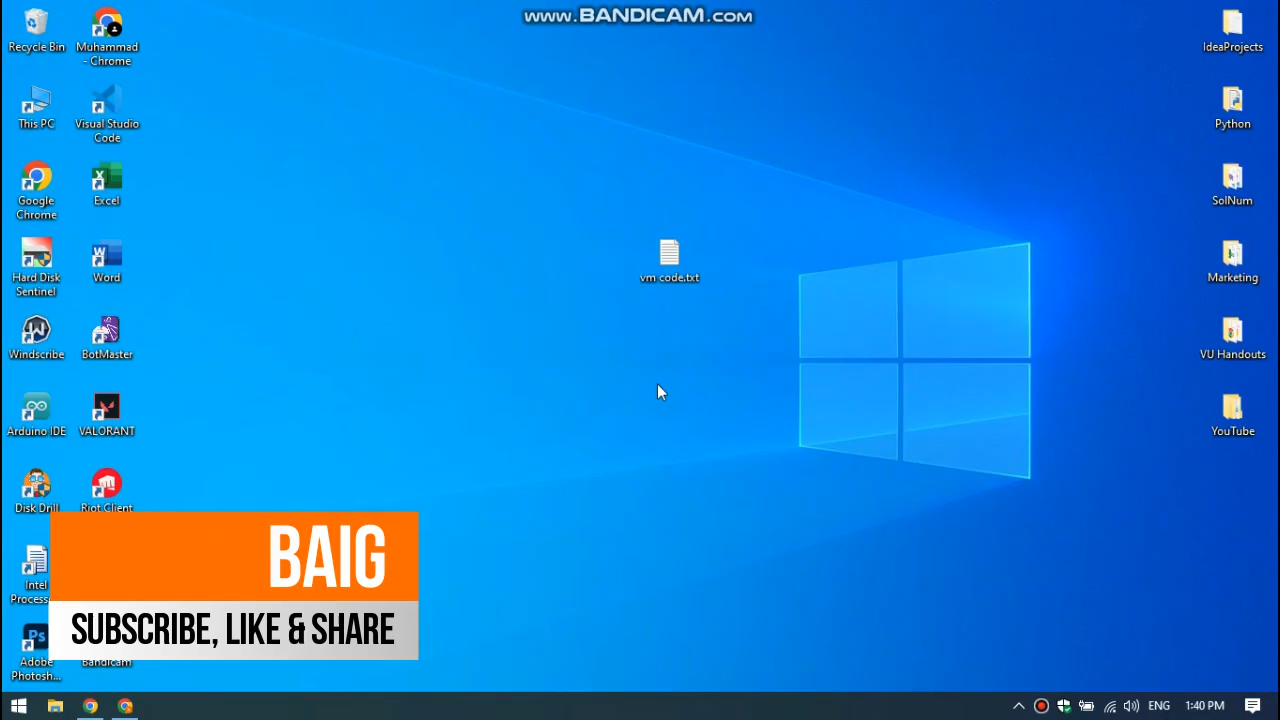 www.BANDICAM.com
Recycle Bin
Muhammad
- Chrome
This PC
Visual Studio
Code
Google
Chrome
Excel
Hard Disk
Sentinel
Word
Windscribe
BotMaster
Arduino IDE
VALORANT
Disk Drill
Riot Client
Intel
Process
Adobe
Photosh...
Bandicam
vm code.txt
IdeaProjects
Python
SolNum
Marketing
VU Handouts
YouTube
BAIG
SUBSCRIBE, LIKE & SHARE
ENG
1:40 PM